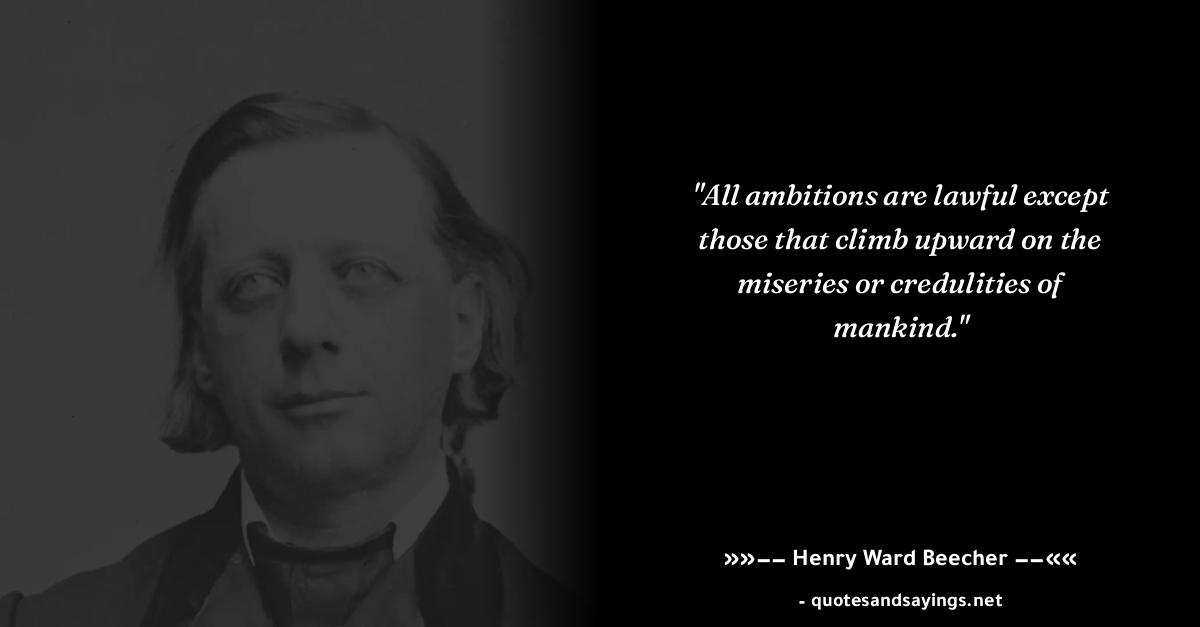 "All ambitions are lawful except
those that climb upward on the
miseries or credulities of
mankind."
»»–– Henry Ward Beecher ––««
- quotesandsayings.net